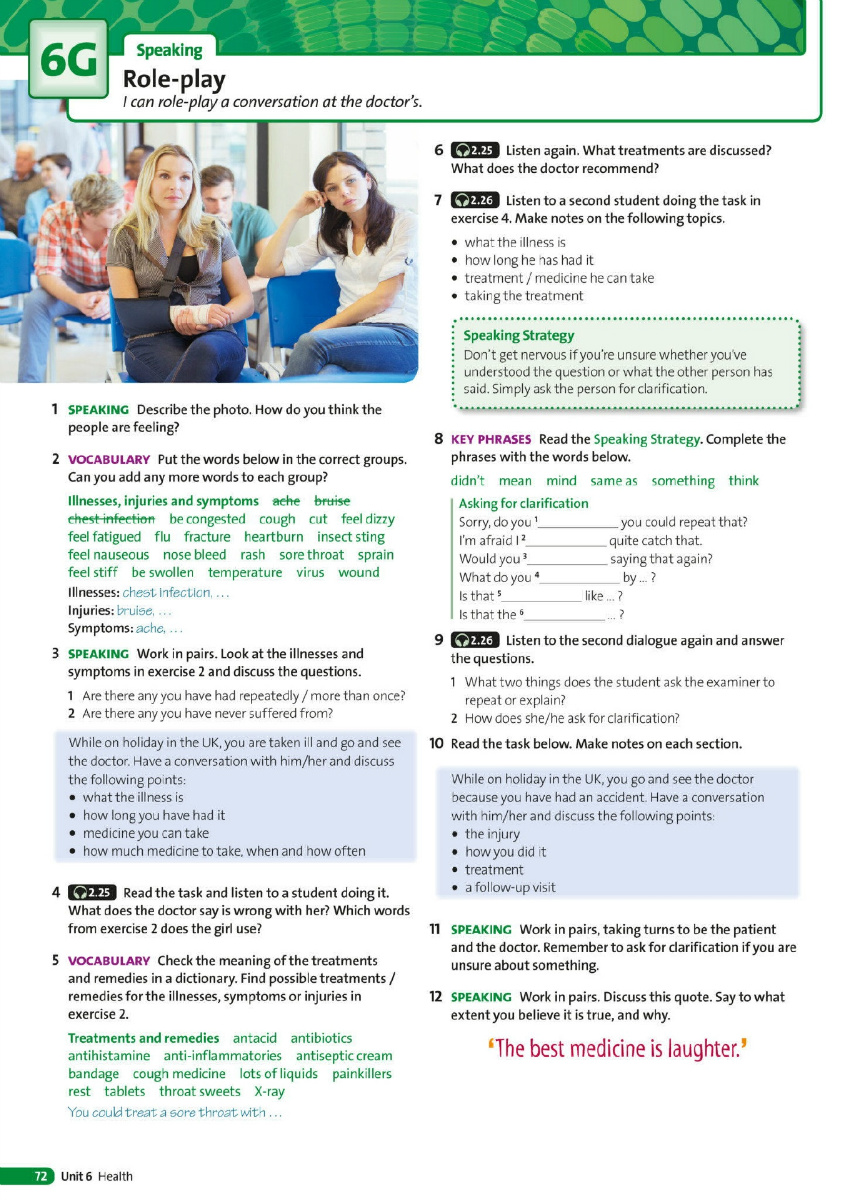 6G
Speaking
Role-play
I can role-play a conversation at the doctor's.
1 SPEAKING Describe the photo. How do you think the
people are feeling?
2 VOCABULARY Put the words below in the correct groups.
Can you add any more words to each group?
Illnesses, injuries and symptoms ache bruise
chest infection be congested cough cut feel dizzy
feel fatigued flu fracture heartburn insect sting
feel nauseous nose bleed rash sore throat sprain
feel stiff be swollen temperature virus wound
Illnesses: chest infection, ...
Injuries: bruise, ...
Symptoms: ache, ...
3 SPEAKING Work in pairs. Look at the illnesses and
symptoms in exercise 2 and discuss the questions.
1 Are there any you have had repeatedly / more than once?
2 Are there any you have never suffered from?
While on holiday in the UK, you are taken ill and go and see
the doctor. Have a conversation with him/her and discuss
the following points:
• what the illness is
• how long you have had it
• medicine you can take
• how much medicine to take, when and how often
4 2.25 Read the task and listen to a student doing it.
What does the doctor say is wrong with her? Which words
from exercise 2 does the girl use?
5 VOCABULARY Check the meaning of the treatments
and remedies in a dictionary. Find possible treatments /
remedies for the illnesses, symptoms or injuries in
exercise 2.
Treatments and remedies antacid antibiotics
antihistamine anti-inflammatories antiseptic cream
bandage cough medicine lots of liquids painkillers
rest tablets throat sweets X-ray
You could treat a sore throat with ...
6 2.25 Listen again. What treatments are discussed?
What does the doctor recommend?
7 2.26 Listen to a second student doing the task in
exercise 4. Make notes on the following topics.
• what the illness is
• how long he has had it
• treatment / medicine he can take
• taking the treatment
Speaking Strategy
Don't get nervous if you're unsure whether you've
understood the question or what the other person has
said. Simply ask the person for clarification.
8 KEY PHRASES Read the Speaking Strategy. Complete the
phrases with the words below.
didn't mean mind same as something think
Asking for clarification
Sorry, do you 1____________ you could repeat that?
I'm afraid I 2____________ quite catch that.
Would you 3____________ saying that again?
What do you 4____________ by ... ?
Is that 5____________ like ... ?
Is that the 6____________ ... ?
9 2.26 Listen to the second dialogue again and answer
the questions.
1 What two things does the student ask the examiner to
repeat or explain?
2 How does she/he ask for clarification?
10 Read the task below. Make notes on each section.
While on holiday in the UK, you go and see the doctor
because you have had an accident. Have a conversation
with him/her and discuss the following points:
• the injury
• how you did it
• treatment
• a follow-up visit
11 SPEAKING Work in pairs, taking turns to be the patient
and the doctor. Remember to ask for clarification if you are
unsure about something.
12 SPEAKING Work in pairs. Discuss this quote. Say to what
extent you believe it is true, and why.
'The best medicine is laughter.'
72 Unit 6 Health